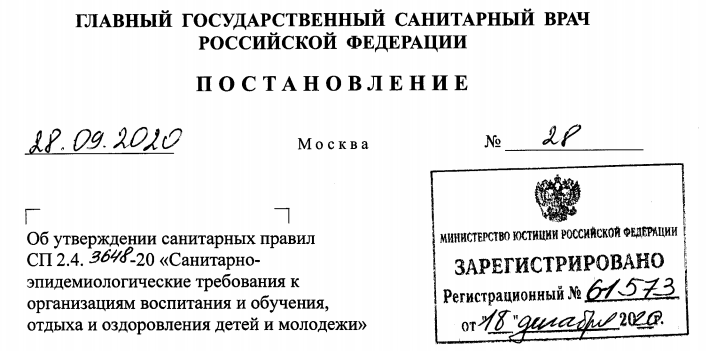 ГЛАВНЫЙ ГОСУДАРСТВЕННЫЙ САНИТАРНЫЙ ВРАЧ
РОССИЙСКОЙ ФЕДЕРАЦИИ
ПОСТАНОВЛЕНИЕ
28.09.2020 Москва № 28
Об утверждении санитарных правил
СП 2.4. 3648-20 «Санитарно-
эпидемиологические требования к
организациям воспитания и обучения,
отдыха и оздоровления детей и молодежи»
МИНИСТЕРСТВО ЮСТИЦИИ РОССИЙСКОЙ ФЕДЕРАЦИИ
ЗАРЕГИСТРИРОВАНО
Регистрационный № 61573
от "18" декабря 2020.